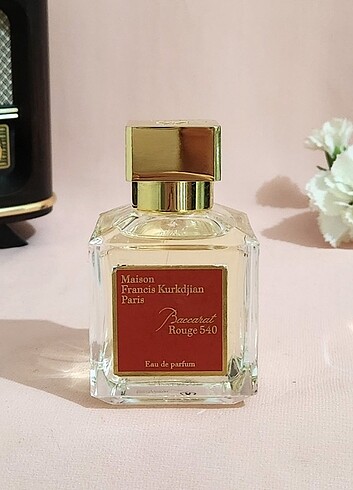 Maison
Francis Kurkdjian
Paris
Baccarat
Rouge 540
Eau de parfum